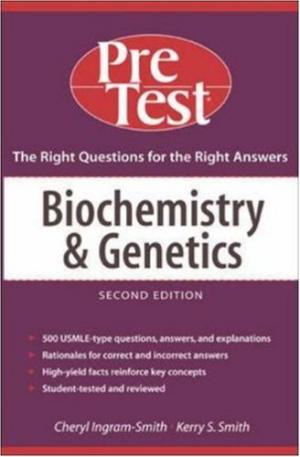 Pre
Test®
The Right Questions for the Right Answers
Biochemistry
& Genetics
SECOND EDITION
500 USMLE-type questions, answers, and explanations
Rationales for correct and incorrect answers
High-yield facts reinforce key concepts
Student-tested and reviewed
Cheryl Ingram-Smith · Kerry S. Smith